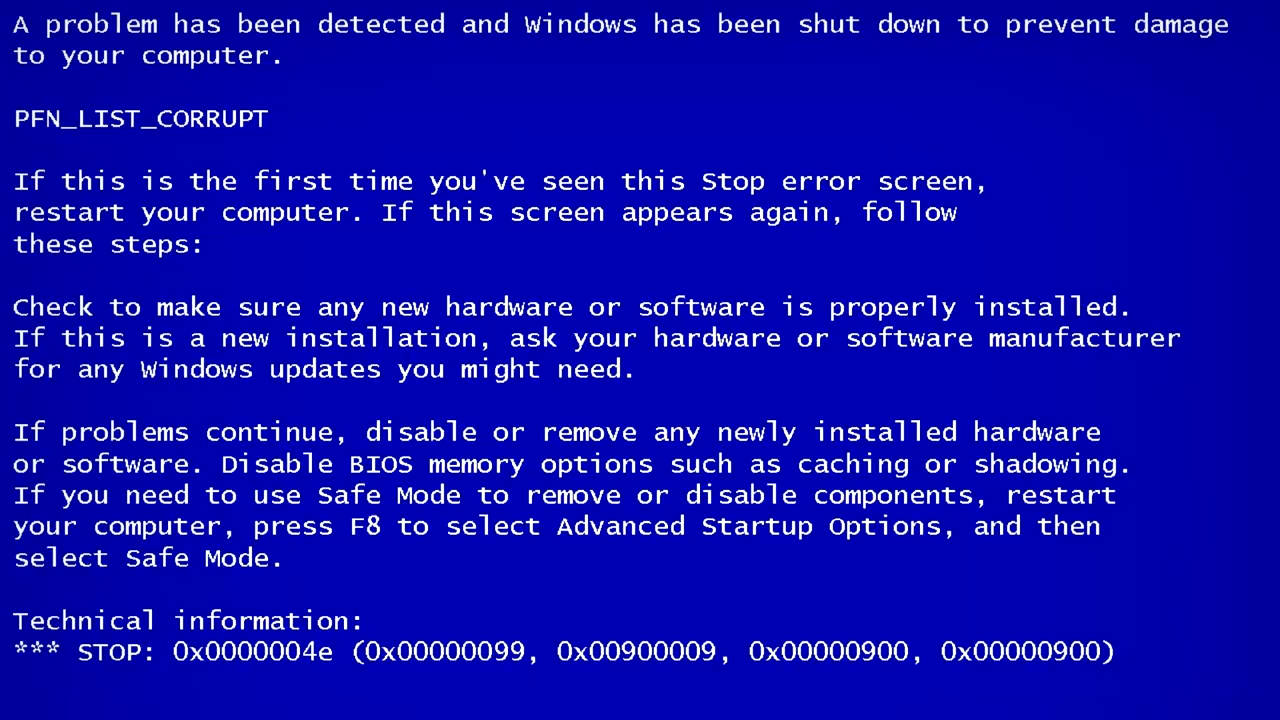 A problem has been detected and Windows has been shut down to prevent damage
to your computer.
PFN_LIST_CORRUPT
If this is the first time you've seen this Stop error screen,
restart your computer. If this screen appears again, follow
these steps:
Check to make sure any new hardware or software is properly installed.
If this is a new installation, ask your hardware or software manufacturer
for any Windows updates you might need.
If problems continue, disable or remove any newly installed hardware
or software. Disable BIOS memory options such as caching or shadowing.
If you need to use Safe Mode to remove or disable components, restart
your computer, press F8 to select Advanced Startup Options, and then
select Safe Mode.
Technical information:
*** STOP: 0x0000004e (0x00000099, 0x00900009, 0x00000900, 0x00000900)